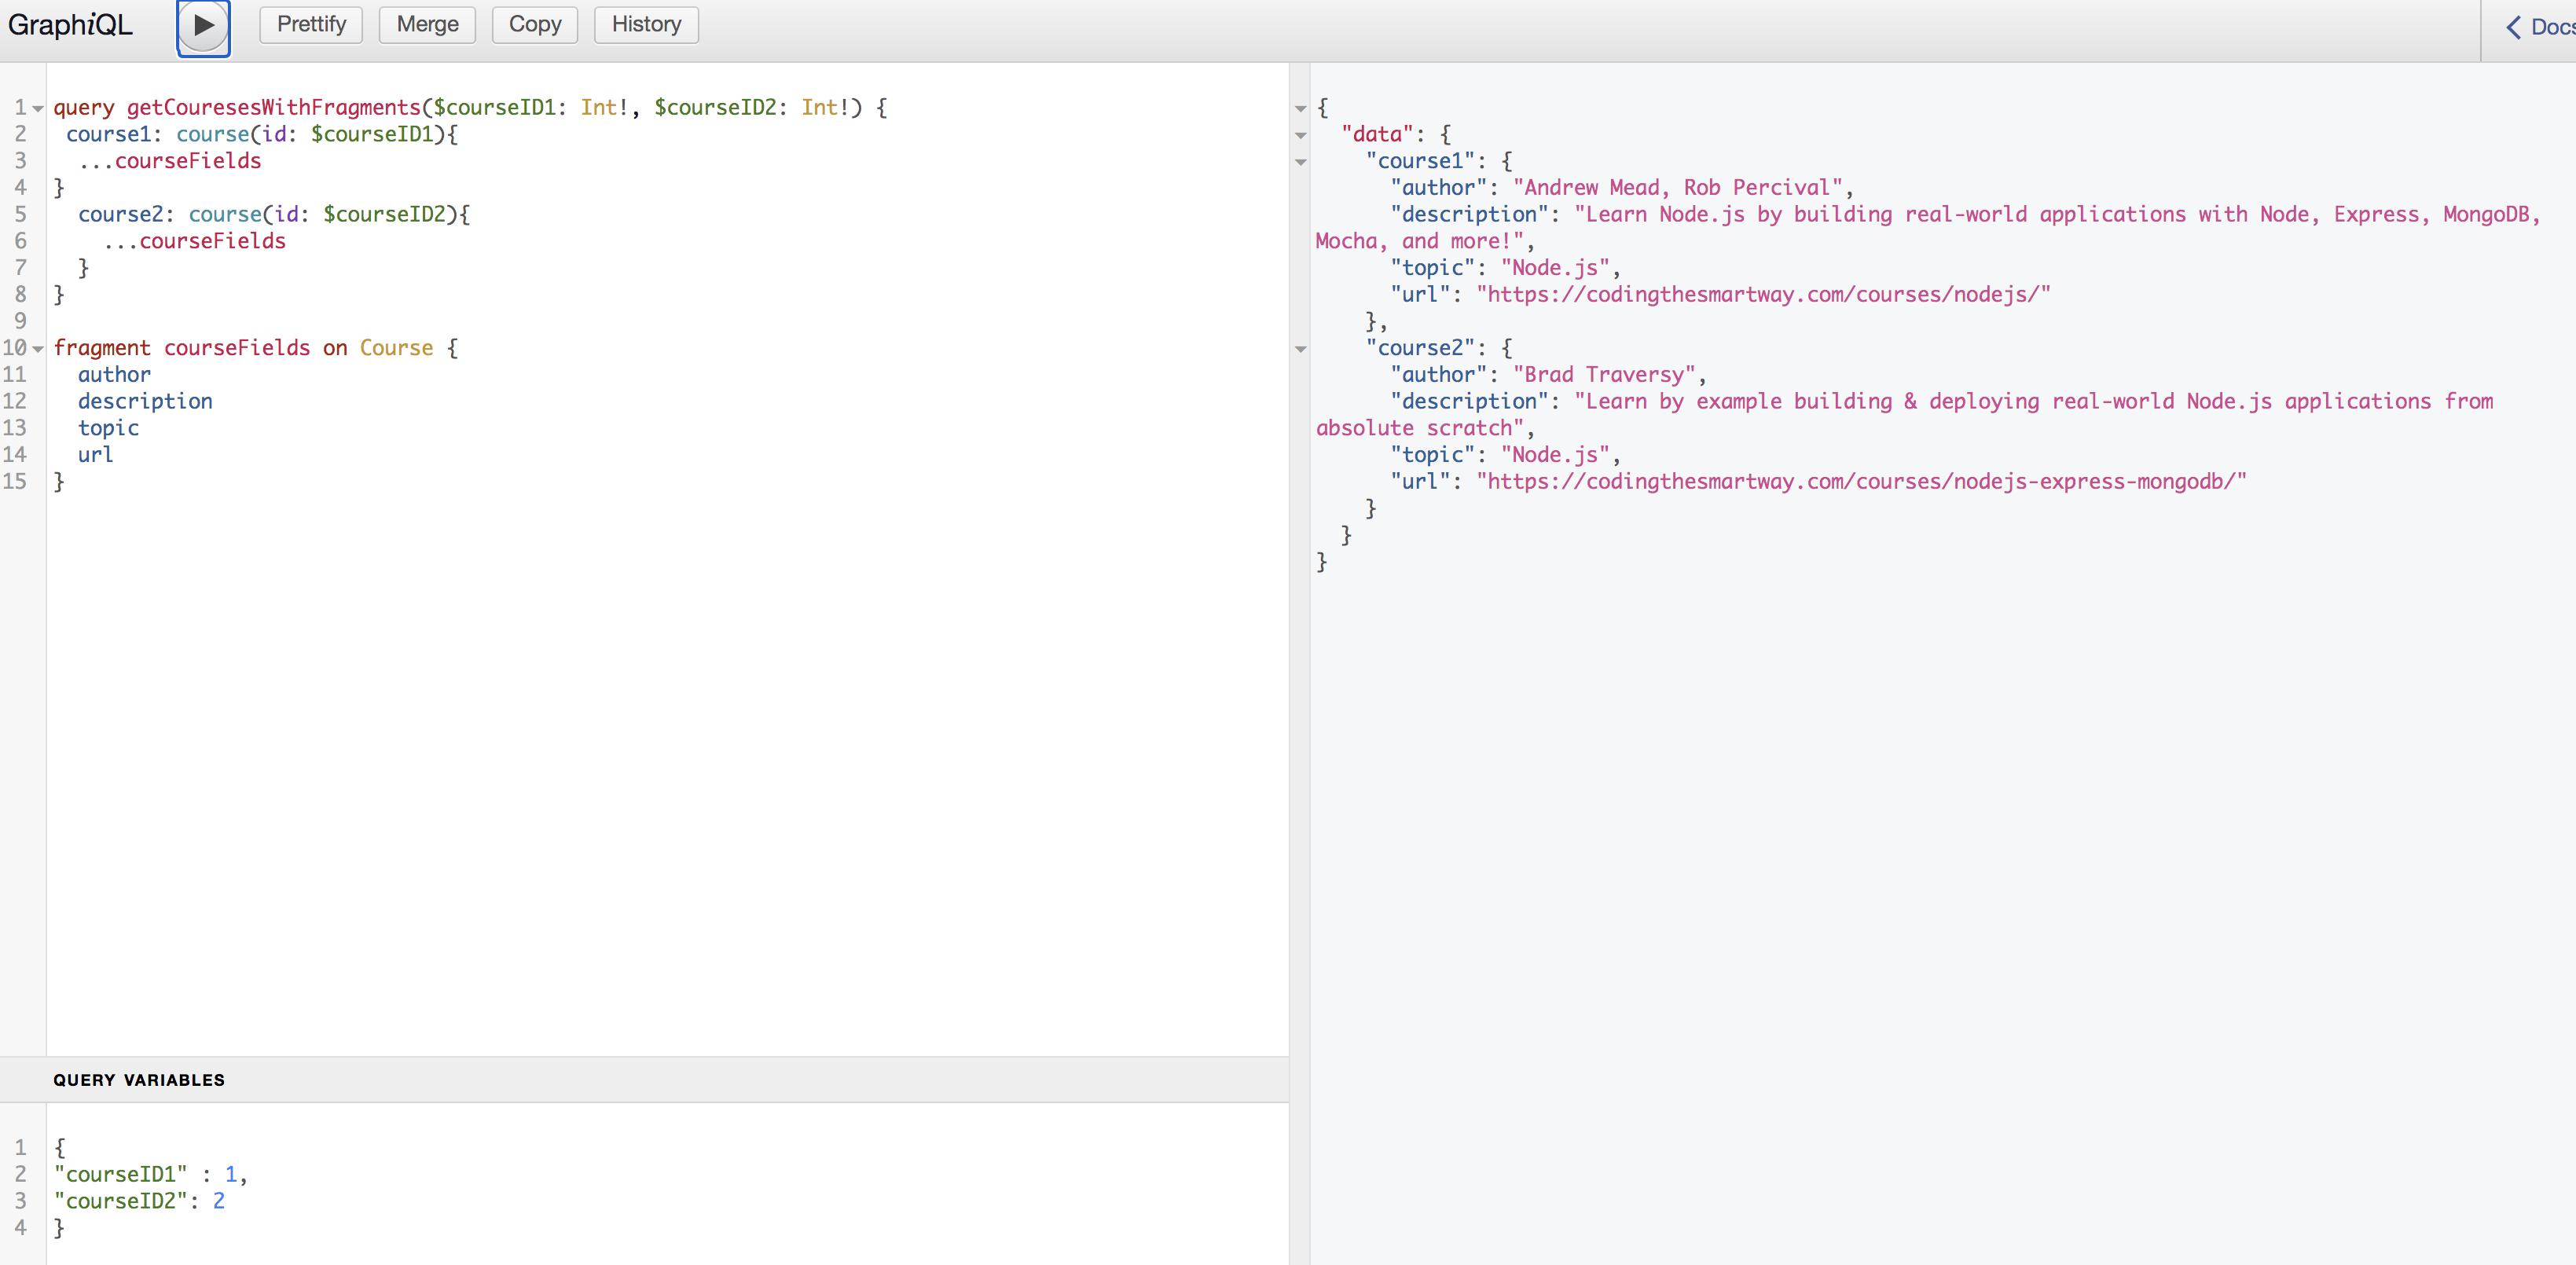 GraphiQL Prettify Merge Copy History Docs
1 query getCouresesWithFragments($courseID1: Int!, $courseID2: Int!) {
2 course1: course(id: $courseID1){
3 ...courseFields
4 }
5 course2: course(id: $courseID2){
6 ...courseFields
7 }
8 }
9
10 fragment courseFields on Course {
11 author
12 description
13 topic
14 url
15 }
QUERY VARIABLES
1 {
2 "courseID1" : 1,
3 "courseID2": 2
4 }
{
"data": {
"course1": {
"author": "Andrew Mead, Rob Percival",
"description": "Learn Node.js by building real-world applications with Node, Express, MongoDB,
Mocha, and more!",
"topic": "Node.js",
"url": "https://codingthesmartway.com/courses/nodejs/"
},
"course2": {
"author": "Brad Traversy",
"description": "Learn by example building & deploying real-world Node.js applications from
absolute scratch",
"topic": "Node.js",
"url": "https://codingthesmartway.com/courses/nodejs-express-mongodb/"
}
}
}